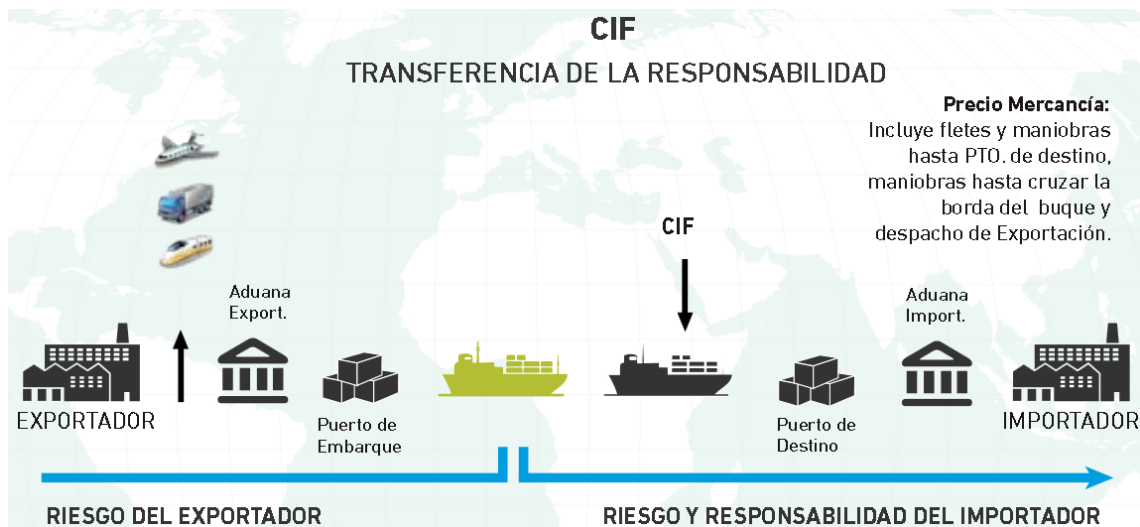 CIF
TRANSFERENCIA DE LA RESPONSABILIDAD
Precio Mercancía:
Incluye fletes y maniobras
hasta PTO. de destino,
maniobras hasta cruzar la
borda del buque y
despacho de Exportación.
CIF
Aduana
Export.
Aduana
Import.
EXPORTADOR
Puerto de
Embarque
Puerto de
Destino
IMPORTADOR
RIESGO DEL EXPORTADOR
RIESGO Y RESPONSABILIDAD DEL IMPORTADOR